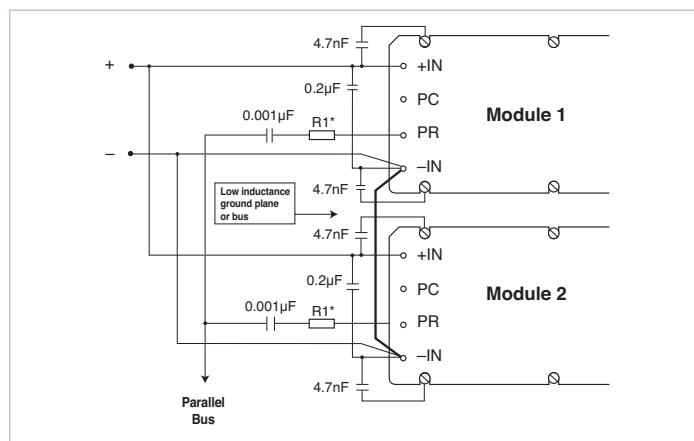 4.7nF
+
+IN
0.2µF
PC
Module 1
0.001µF
R1*
PR
–
–IN
4.7nF
Low inductance
ground plane
or bus
4.7nF
+IN
0.2µF
PC
Module 2
0.001µF
R1*
PR
–IN
4.7nF
Parallel
Bus